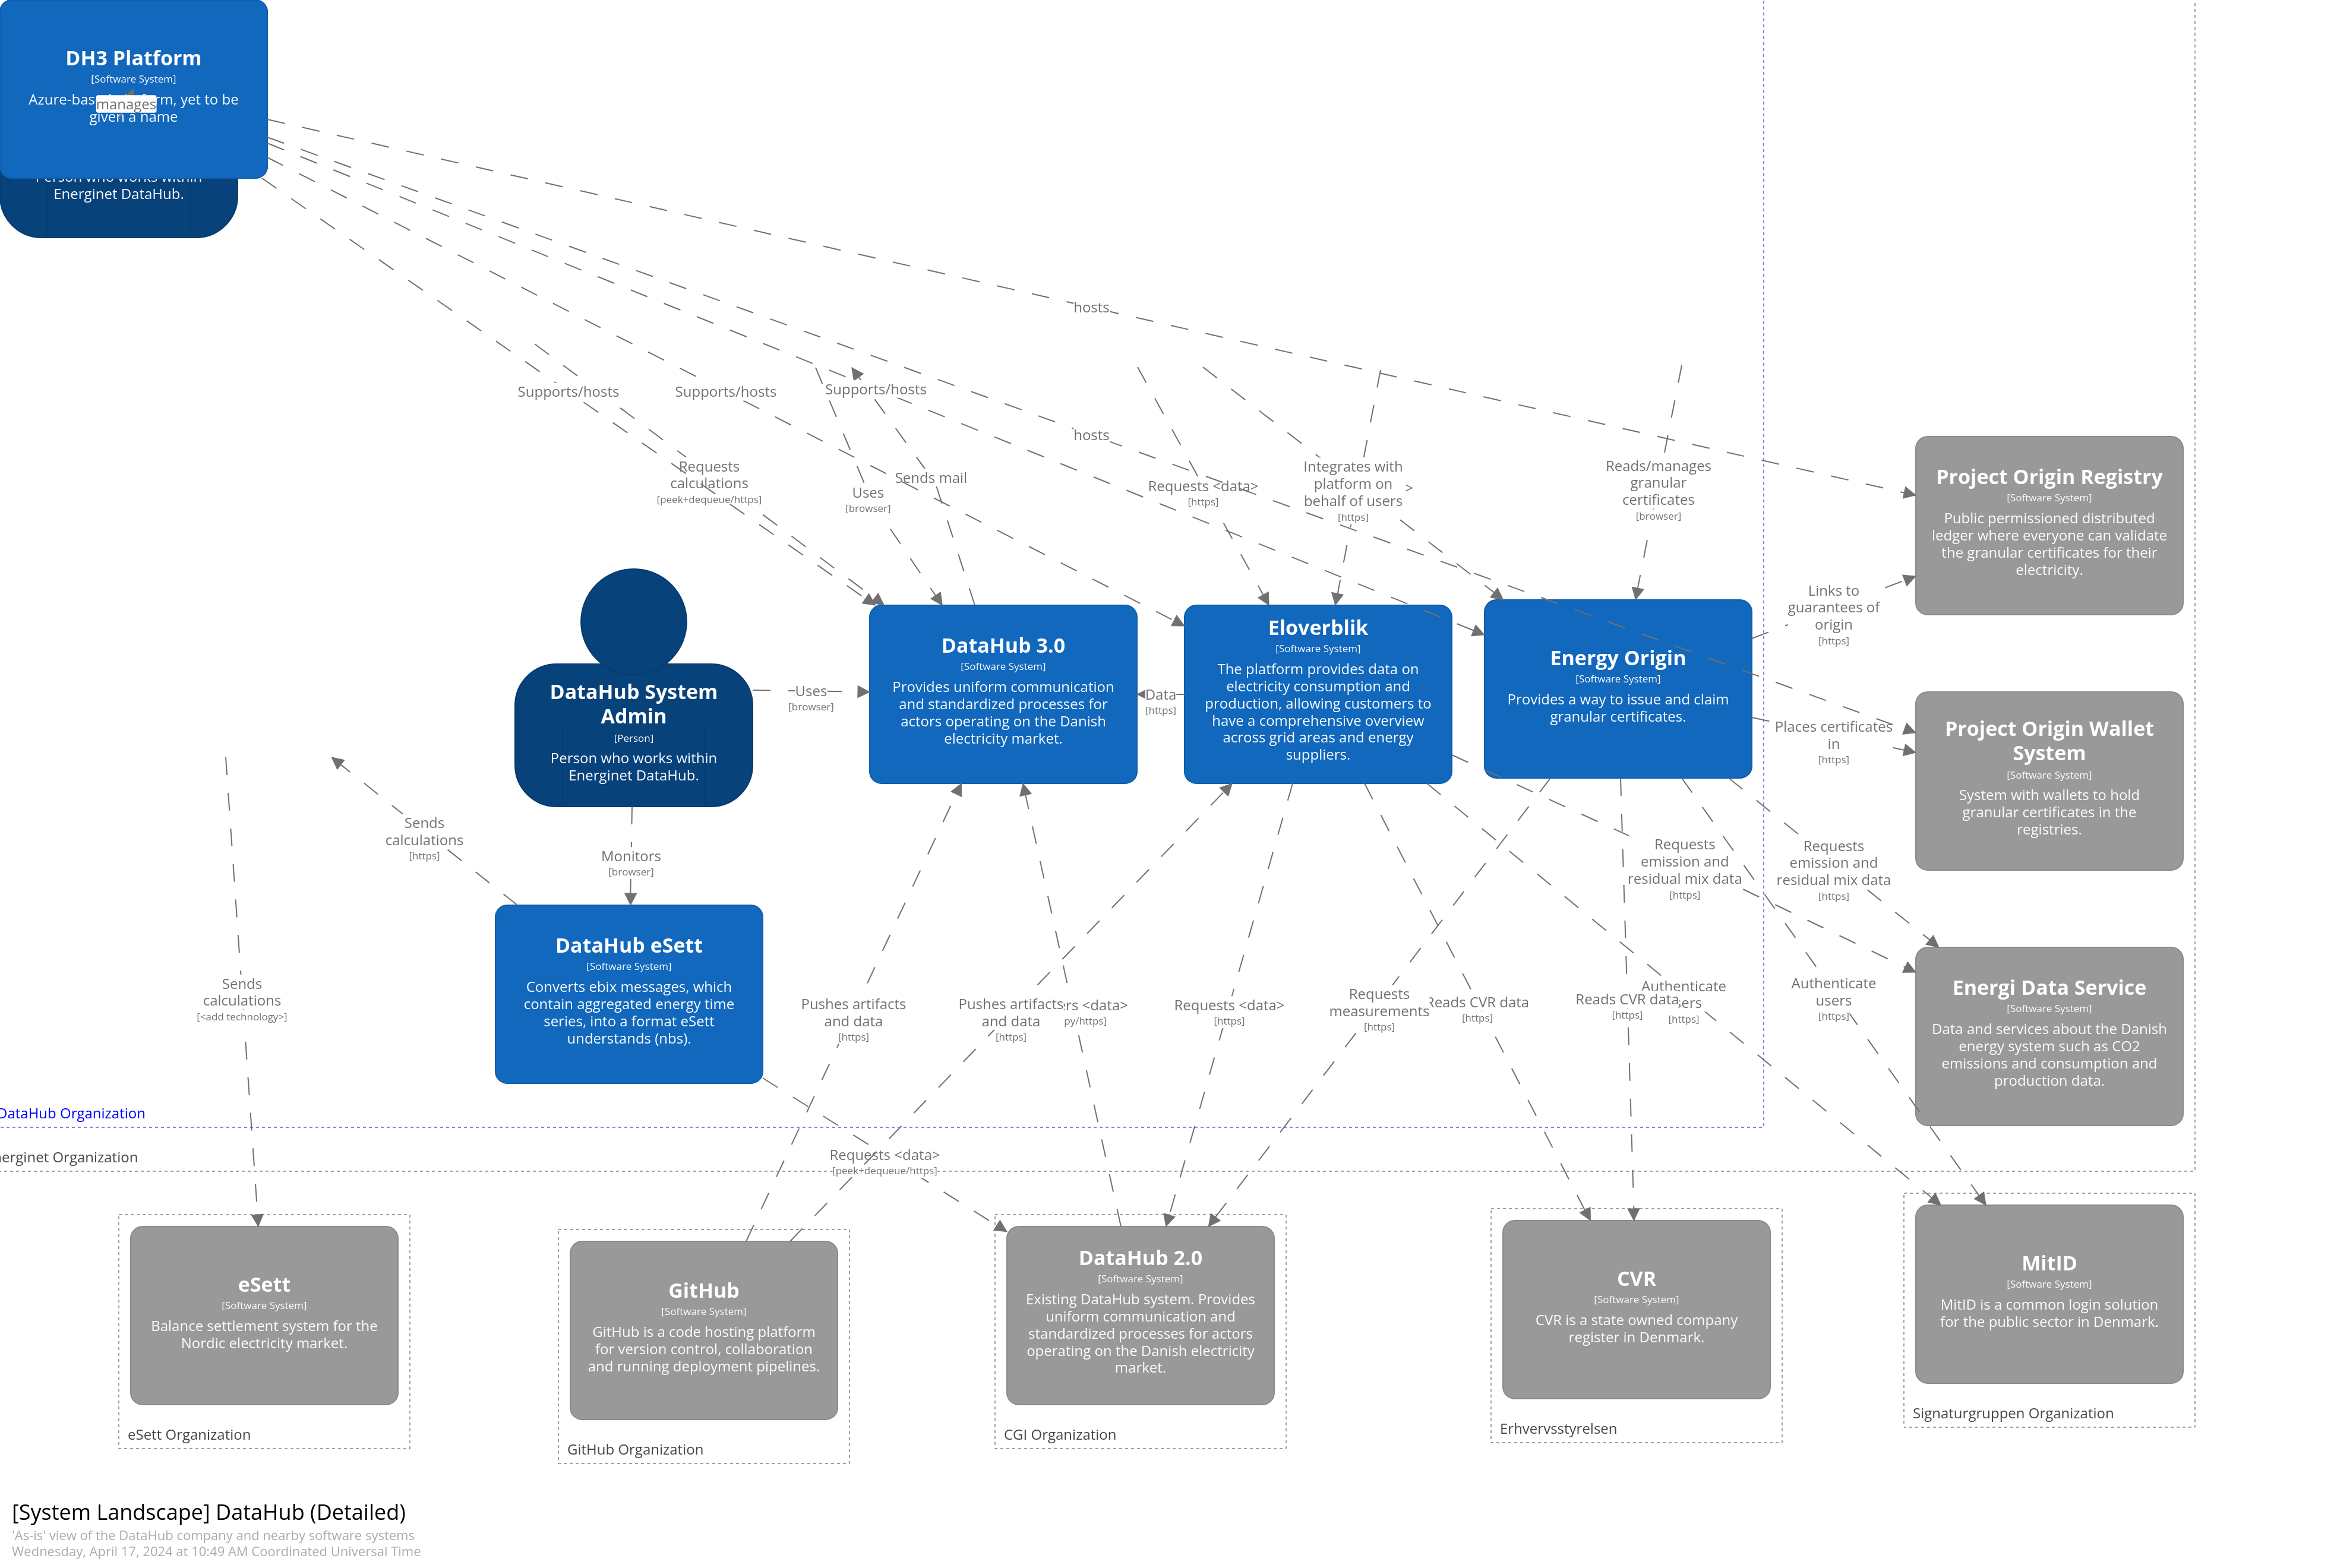 DH3 Platform
[Software System]
Azure-bas
rm, yet to be
manages
given a name
Energinet DataHub.
hosts
Supports/hosts
Supports/hosts
Supports/hosts
hosts
Requests
calculations
[peek+dequeue/https]
Uses
[browser]
Sends mail
Requests <data>
[https]
Integrates with
platform on
behalf of users
[https]
>
Reads/manages
granular
certificates
[browser]
Project Origin Registry
[Software System]
Public permissioned distributed
ledger where everyone can validate
the granular certificates for their
electricity.
Links to
guarantees of
origin
[https]
DataHub System
Admin
[Person]
Person who works within
Energinet DataHub.
Uses
[browser]
DataHub 3.0
[Software System]
Provides uniform communication
and standardized processes for
actors operating on the Danish
electricity market.
Data
[https]
Eloverblik
[Software System]
The platform provides data on
electricity consumption and
production, allowing customers to
have a comprehensive overview
across grid areas and energy
suppliers.
Energy Origin
[Software System]
Provides a way to issue and claim
granular certificates.
Places certificates
in
[https]
Project Origin Wallet
System
[Software System]
System with wallets to hold
granular certificates in the
registries.
Sends
calculations
[https]
Monitors
[browser]
Requests
emission and
residual mix data
[https]
Requests
emission and
residual mix data
[https]
DataHub eSett
[Software System]
Converts ebix messages, which
contain aggregated energy time
series, into a format eSett
understands (nbs).
Sends
calculations
[<add technology>]
Pushes artifacts
and data
[https]
Pushes artifacts
and data
[https]
rs <data>
py/https]
Requests <data>
[https]
Requests
measurements
[https]
Reads CVR data
[https]
Reads CVR data
[https]
Authenticate
ers
[https]
Authenticate
users
[https]
Energi Data Service
[Software System]
Data and services about the Danish
energy system such as CO2
emissions and consumption and
production data.
DataHub Organization
erginet Organization
Requests <data>
[peek+dequeue/https]
eSett
[Software System]
Balance settlement system for the
Nordic electricity market.
eSett Organization
GitHub
[Software System]
GitHub is a code hosting platform
for version control, collaboration
and running deployment pipelines.
GitHub Organization
DataHub 2.0
[Software System]
Existing DataHub system. Provides
uniform communication and
standardized processes for actors
operating on the Danish electricity
market.
CGI Organization
CVR
[Software System]
CVR is a state owned company
register in Denmark.
Erhvervsstyrelsen
MitID
[Software System]
MitID is a common login solution
for the public sector in Denmark.
Signaturgruppen Organization
[System Landscape] DataHub (Detailed)
'As-is' view of the DataHub company and nearby software systems
Wednesday, April 17, 2024 at 10:49 AM Coordinated Universal Time